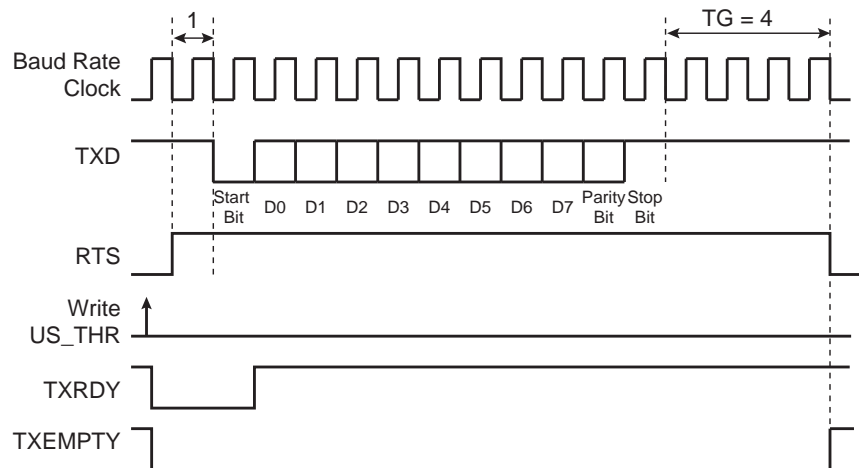 1
TG = 4
Baud Rate
Clock
TXD
Start
Bit
D0
D1
D2
D3
D4
D5
D6
D7
Parity
Bit
Stop
Bit
RTS
Write
US_THR
TXRDY
TXEMPTY